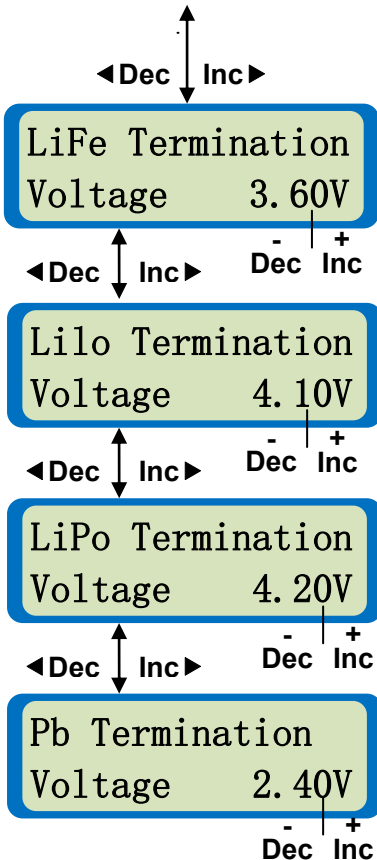 ◄Dec Inc►
LiFe Termination
Voltage 3.60V
- +
Dec Inc
◄Dec Inc►
Lilo Termination
Voltage 4.10V
- +
Dec Inc
◄Dec Inc►
LiPo Termination
Voltage 4.20V
- +
Dec Inc
◄Dec Inc►
Pb Termination
Voltage 2.40V
- +
Dec Inc